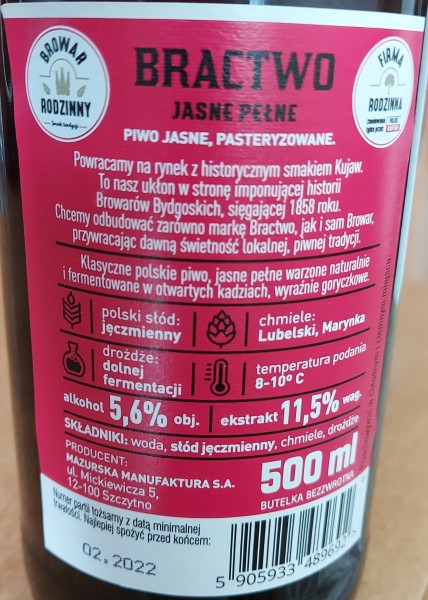 BROWAR
RODZINNY
BRACTWO
JASNE PEŁNE
FIRMA
RODZINNA
PIWO JASNE, PASTERYZOWANE.
Powracamy na rynek z historycznym smakiem Kujaw.
To nasz ukłon w stronę imponującej historii
Browarów Bydgoskich, sięgającej 1858 roku.
Chcemy odbudować zarówno markę Bractwo, jak i sam Browar,
przywracając dawną świetność lokalnej, piwnej tradycji.
Klasyczne polskie piwo, jasne pełne warzone naturalnie
i fermentowane w otwartych kadziach, wyraźnie goryczkowe.
polski słód:
jęczmienny
chmiele:
Lubelski, Marynka
drożdże:
dolnej
fermentacji
temperatura podania
8-10° C
alkohol 5,6% obj.
ekstrakt 11,5% wag.
SKŁADNIKI: woda, słód jęczmienny, chmiele, drożdże
PRODUCENT:
MAZURSKA MANUFAKTURA S.A.
ul. Mickiewicza 5,
12-100 Szczytno
500 ml
BUTELKA BEZZWROTNA
Numer partii tożsamy z datą minimalnej
trwałości. Najlepiej spożyć przed końcem:
02.2022
5 905933 489692